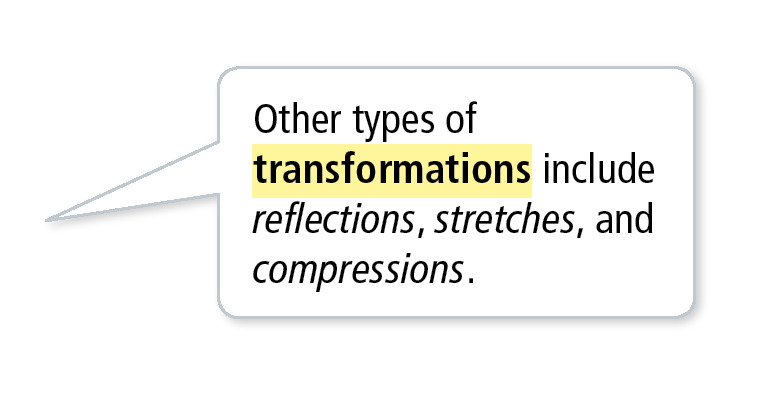 Other types of
transformations include
reflections, stretches, and
compressions.